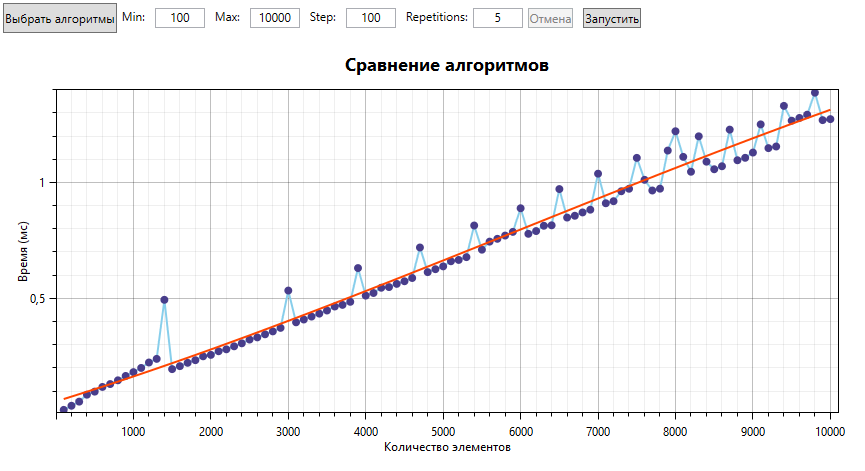 Выбрать алгоритмы Min: 100 Max: 10000 Step: 100 Repetitions: 5 Отмена Запустить
Сравнение алгоритмов
1
0,5
Время (мс)
1000 2000 3000 4000 5000 6000 7000 8000 9000 10000
Количество элементов